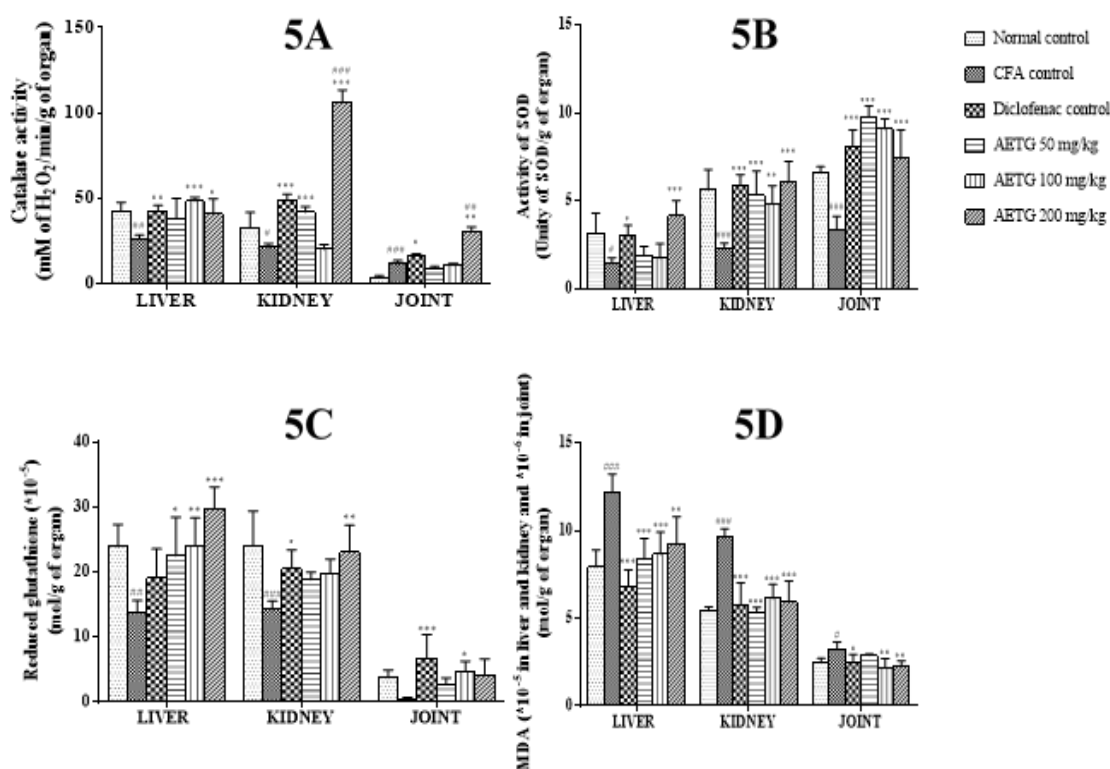 5A
Catalase activity
(mM of H₂O₂/min/g of organ)
150
100
50
0
LIVER
KIDNEY
JOINT
##
**
***
*
#
***
***
###
***
###
*
##
**
5B
Activity of SOD
(Unity of SOD/g of organ)
15
10
5
0
LIVER
KIDNEY
JOINT
#
*
***
###
***
***
**
***
###
***
***
***
***
Normal control
CFA control
Diclofenac control
AETG 50 mg/kg
AETG 100 mg/kg
AETG 200 mg/kg
5C
Reduced glutathione (*10⁻⁵)
(mol/g of organ)
40
30
20
10
0
LIVER
KIDNEY
JOINT
##
*
**
***
###
*
**
***
*
5D
MDA (*10⁻⁵ in liver and kidney and *10⁻⁶ in joint)
(mol/g of organ)
15
10
5
0
LIVER
KIDNEY
JOINT
###
***
***
***
**
###
***
***
***
***
#
*
**
**